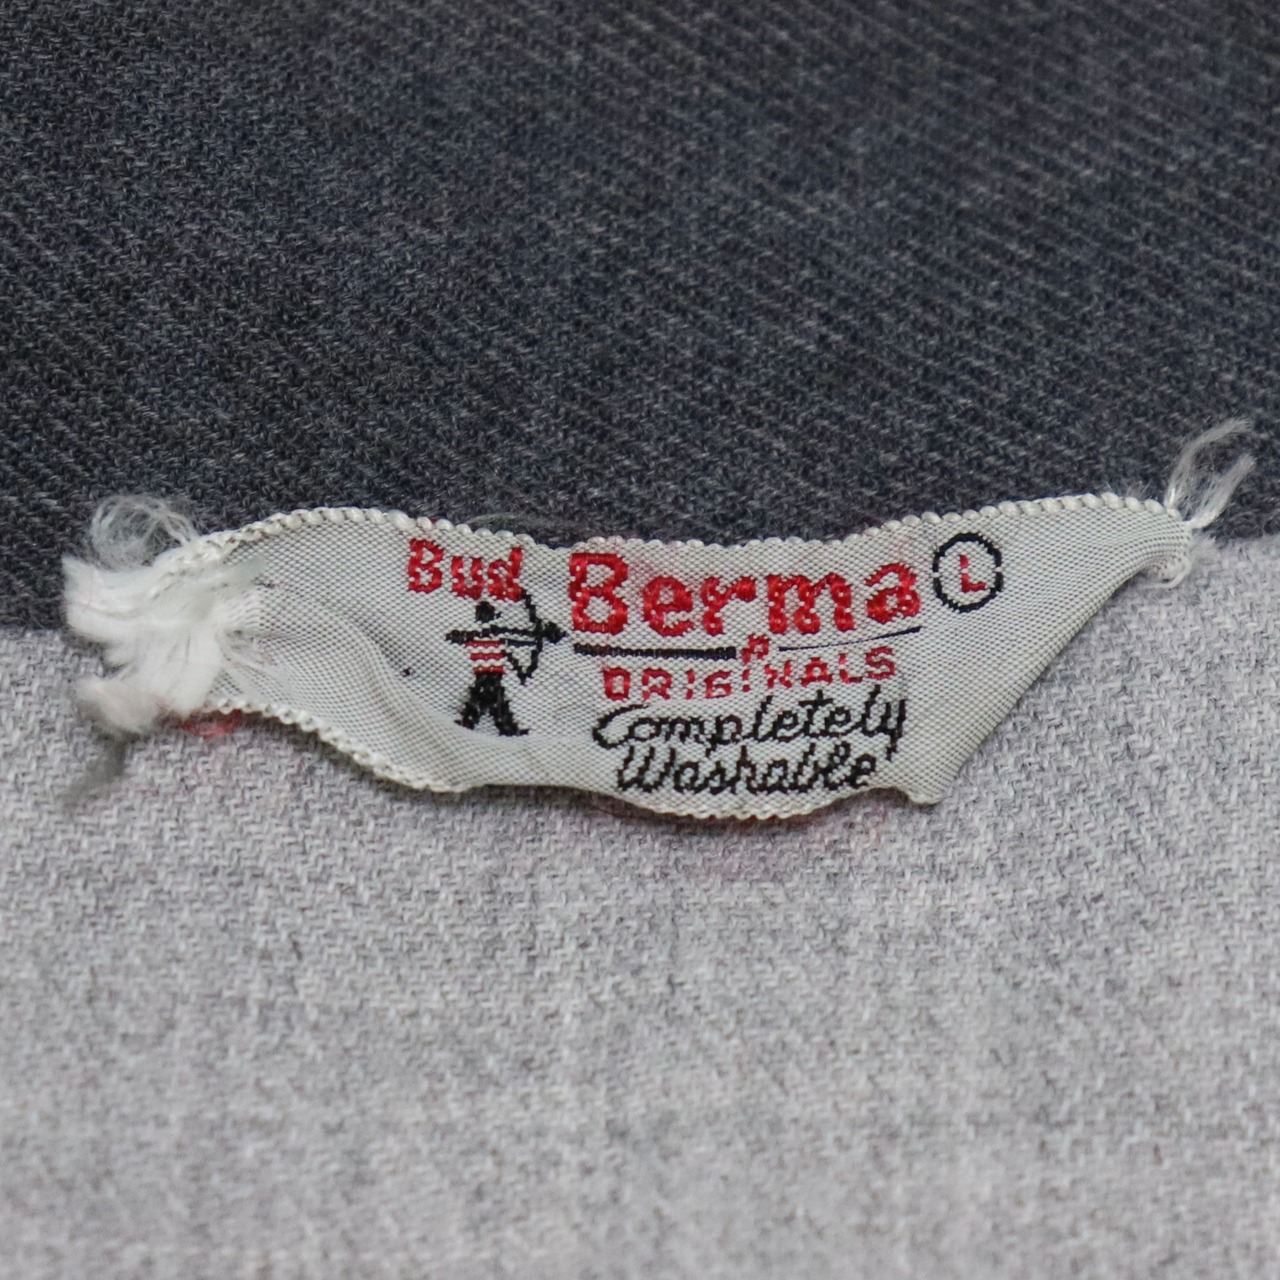 Bud Berma L
ORIGINALS
Completely
Washable